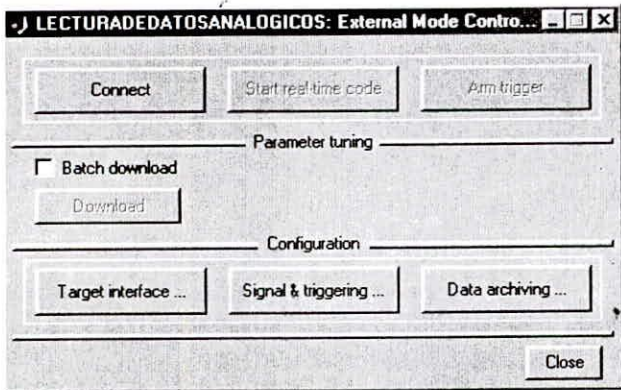 LECTURADEDATOSANALOGICOS: External Mode Contro...
Connect
Start real-time code
Arm trigger
Parameter tuning
Batch download
Download
Configuration
Target interface ...
Signal & triggering ...
Data archiving ...
Close